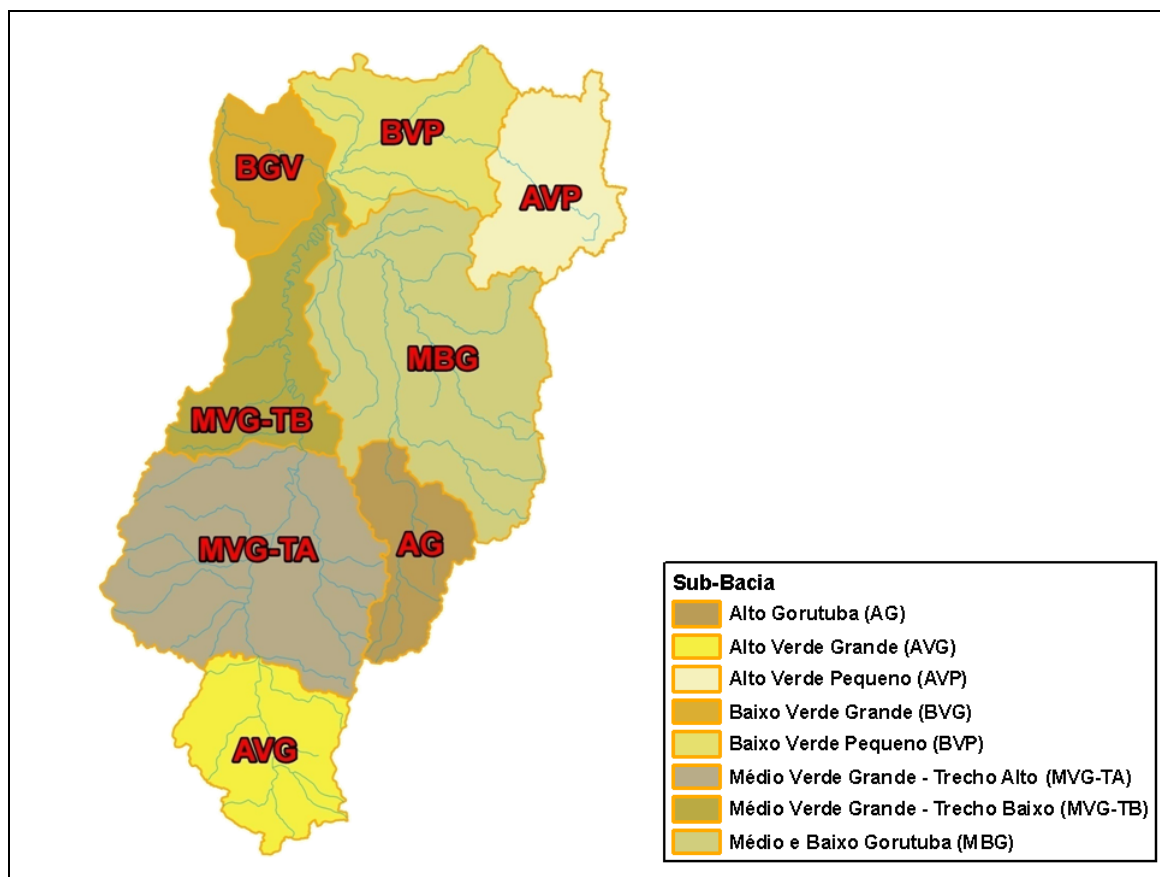 BVP
BGV
AVP
MBG
MVG-TB
MVG-TA
AG
AVG
Sub-Bacia
Alto Gorutuba (AG)
Alto Verde Grande (AVG)
Alto Verde Pequeno (AVP)
Baixo Verde Grande (BVG)
Baixo Verde Pequeno (BVP)
Médio Verde Grande - Trecho Alto (MVG-TA)
Médio Verde Grande - Trecho Baixo (MVG-TB)
Médio e Baixo Gorutuba (MBG)